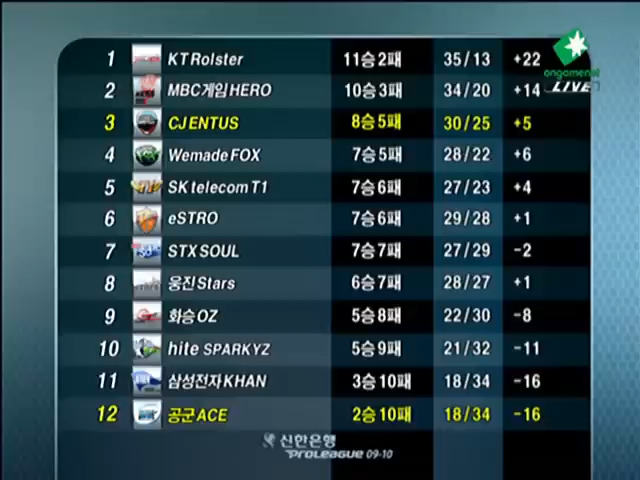 1 KTRolster 11승 2패 35/13 +22
ongamenet
LIVE
2 MBC게임 HERO 10승 3패 34/20 +14
3 CJ ENTUS 8승 5패 30/25 +5
4 Wemade FOX 7승 5패 28/22 +6
5 SK telecom T1 7승 6패 27/23 +4
6 eSTRO 7승 6패 29/28 +1
7 STX SOUL 7승 7패 27/29 -2
8 웅진 Stars 6승 7패 28/27 +1
9 화승 OZ 5승 8패 22/30 -8
10 hite SPARKYZ 5승 9패 21/32 -11
11 삼성전자 KHAN 3승 10패 18/34 -16
12 공군 ACE 2승 10패 18/34 -16
신한은행
PROLEAGUE 09-10